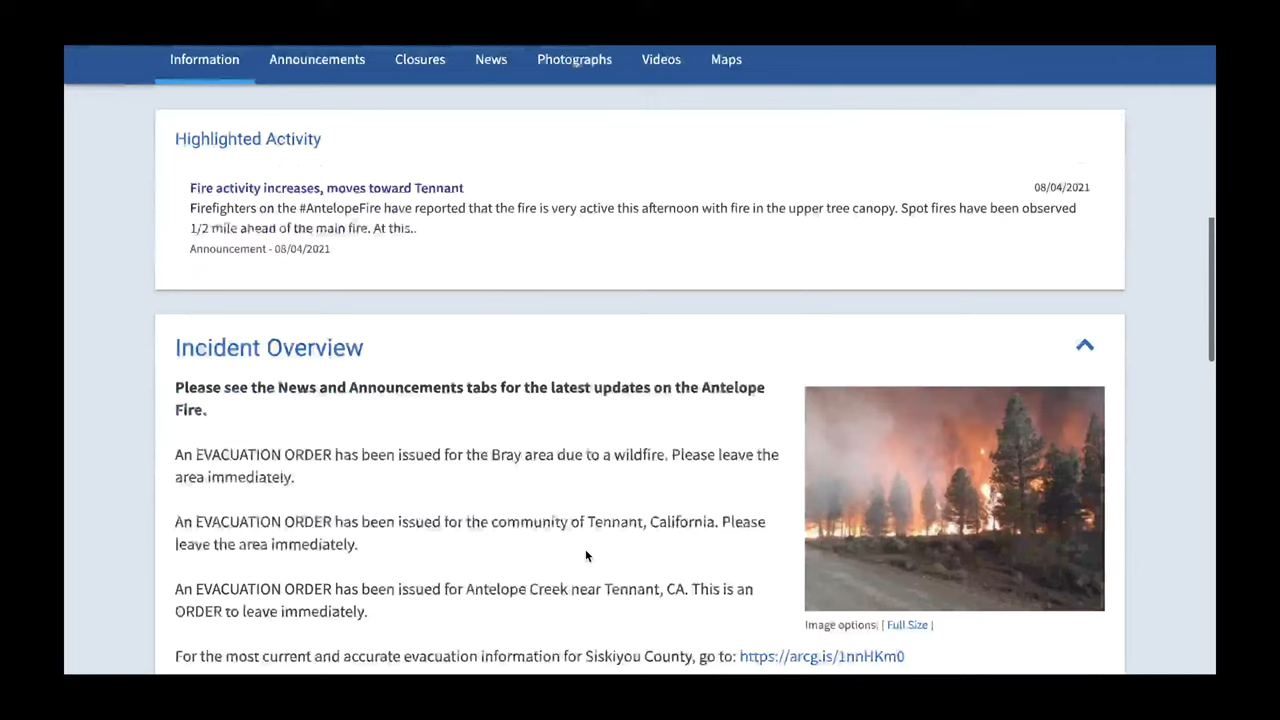 Information Announcements Closures News Photographs Videos Maps
Highlighted Activity
Fire activity increases, moves toward Tennant 08/04/2021
Firefighters on the #AntelopeFire have reported that the fire is very active this afternoon with fire in the upper tree canopy. Spot fires have been observed
1/2 mile ahead of the main fire. At this..
Announcement - 08/04/2021
Incident Overview
Please see the News and Announcements tabs for the latest updates on the Antelope
Fire.
An EVACUATION ORDER has been issued for the Bray area due to a wildfire. Please leave the
area immediately.
An EVACUATION ORDER has been issued for the community of Tennant, California. Please
leave the area immediately.
An EVACUATION ORDER has been issued for Antelope Creek near Tennant, CA. This is an
ORDER to leave immediately.
Image options: [ Full Size ]
For the most current and accurate evacuation information for Siskiyou County, go to: https://arcg.is/1nnHKm0